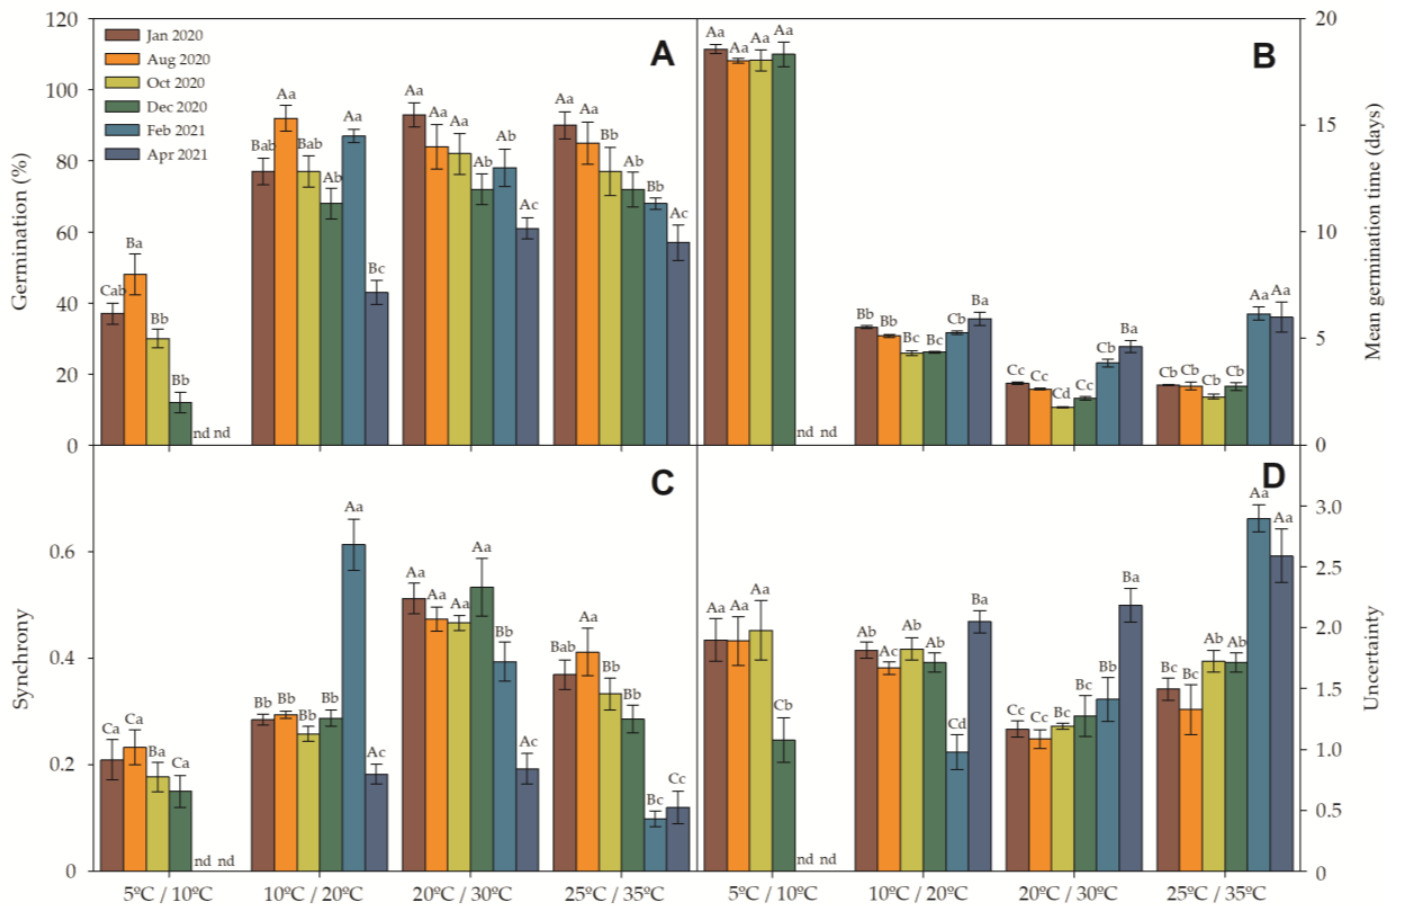 120
100
80
60
40
20
0
Germination (%)
Jan 2020
Aug 2020
Oct 2020
Dec 2020
Feb 2021
Apr 2021
A
Cab Ba Bb Bb nd nd
Bab Aa Bab Ab Aa Bc
Aa Aa Aa Ab Ab Ac
Aa Aa Bb Ab Bb Ac
B
Aa Aa Aa Aa nd nd
Bb Bb Bc Bc Cb Ba
Cc Cc Cd Cc Cb Ba
Cb Cb Cb Cb Aa Aa
20
15
10
5
0
Mean germination time (days)
0.6
0.4
0.2
0
Synchrony
C
Ca Ca Ba Ca nd nd
Bb Bb Bb Bb Aa Ac
Aa Aa Aa Aa Bb Ac
Bab Aa Bb Bb Bc Cc
D
Aa Aa Aa Cb nd nd
Ab Ac Ab Ab Cd Ba
Cc Cc Bc Bc Bb Ba
Bc Bc Ab Ab Aa Aa
3.0
2.5
2.0
1.5
1.0
0.5
0
Uncertainty
5ºC / 10ºC 10ºC / 20ºC 20ºC / 30ºC 25ºC / 35ºC 5ºC / 10ºC 10ºC / 20ºC 20ºC / 30ºC 25ºC / 35ºC